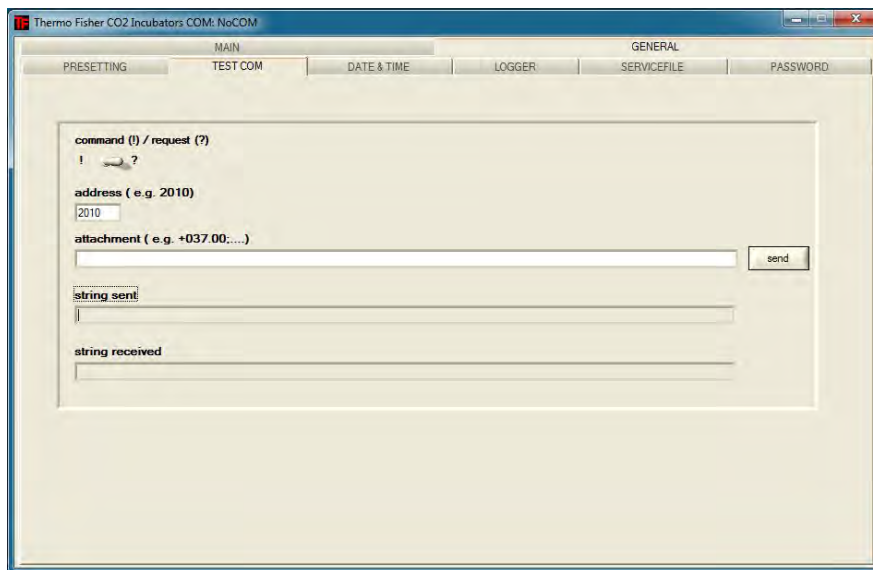 TF Thermo Fisher CO2 Incubators COM: NoCOM
MAIN GENERAL
PRESETTING TEST COM DATE & TIME LOGGER SERVICEFILE PASSWORD
command (!) / request (?)
! ?
address ( e.g. 2010)
2010
attachment ( e.g. +037.00;....)
send
string sent
string received